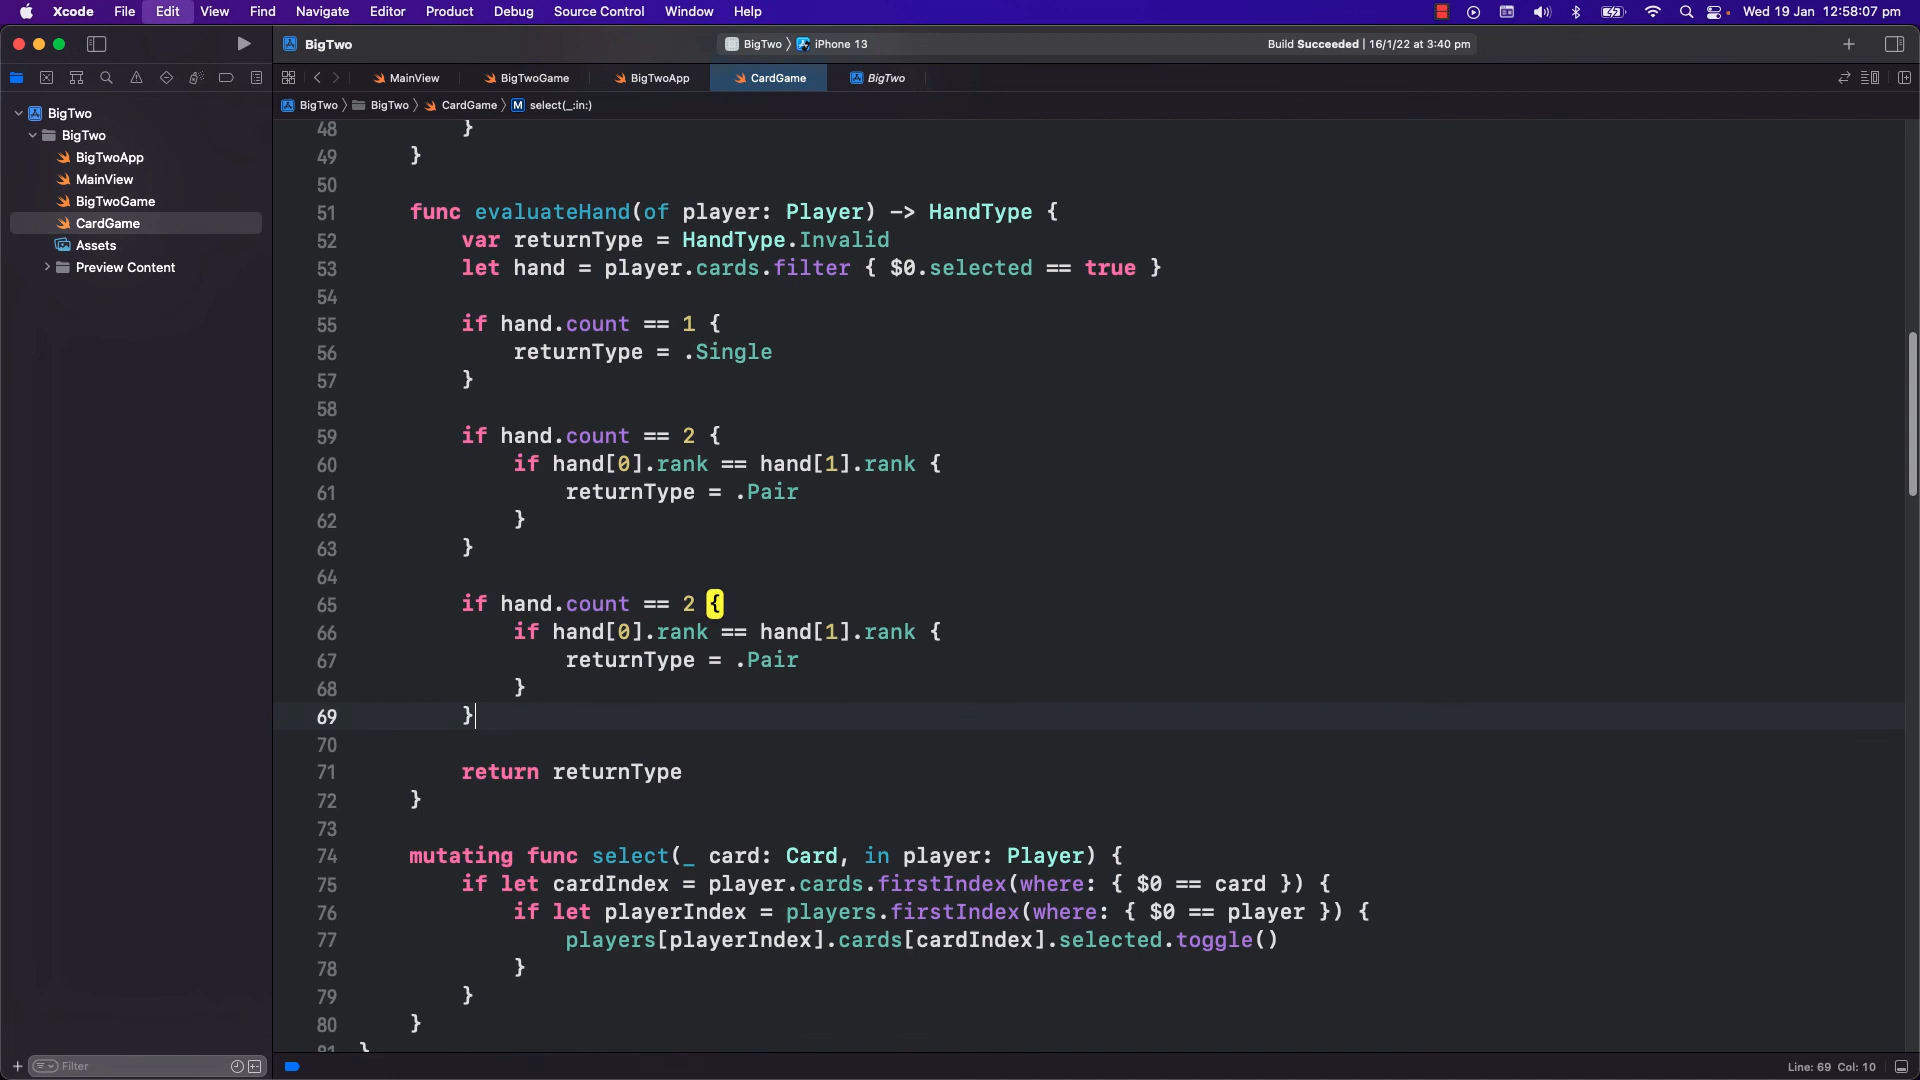 Xcode File Edit View Find Navigate Editor Product Debug Source Control Window Help Wed 19 Jan 12:58:07 pm
BigTwo BigTwo iPhone 13 Build Succeeded | 16/1/22 at 3:40 pm
MainView BigTwoGame BigTwoApp CardGame BigTwo
BigTwo BigTwo CardGame M select(_:in:)
BigTwo
BigTwo
BigTwoApp
MainView
BigTwoGame
CardGame
Assets
Preview Content
48 }
49 }
50
51 func evaluateHand(of player: Player) -> HandType {
52 var returnType = HandType.Invalid
53 let hand = player.cards.filter { $0.selected == true }
54
55 if hand.count == 1 {
56 returnType = .Single
57 }
58
59 if hand.count == 2 {
60 if hand[0].rank == hand[1].rank {
61 returnType = .Pair
62 }
63 }
64
65 if hand.count == 2 {
66 if hand[0].rank == hand[1].rank {
67 returnType = .Pair
68 }
69 }
70
71 return returnType
72 }
73
74 mutating func select(_ card: Card, in player: Player) {
75 if let cardIndex = player.cards.firstIndex(where: { $0 == card }) {
76 if let playerIndex = players.firstIndex(where: { $0 == player }) {
77 players[playerIndex].cards[cardIndex].selected.toggle()
78 }
79 }
80 }
81 }
Filter
Line: 69 Col: 10